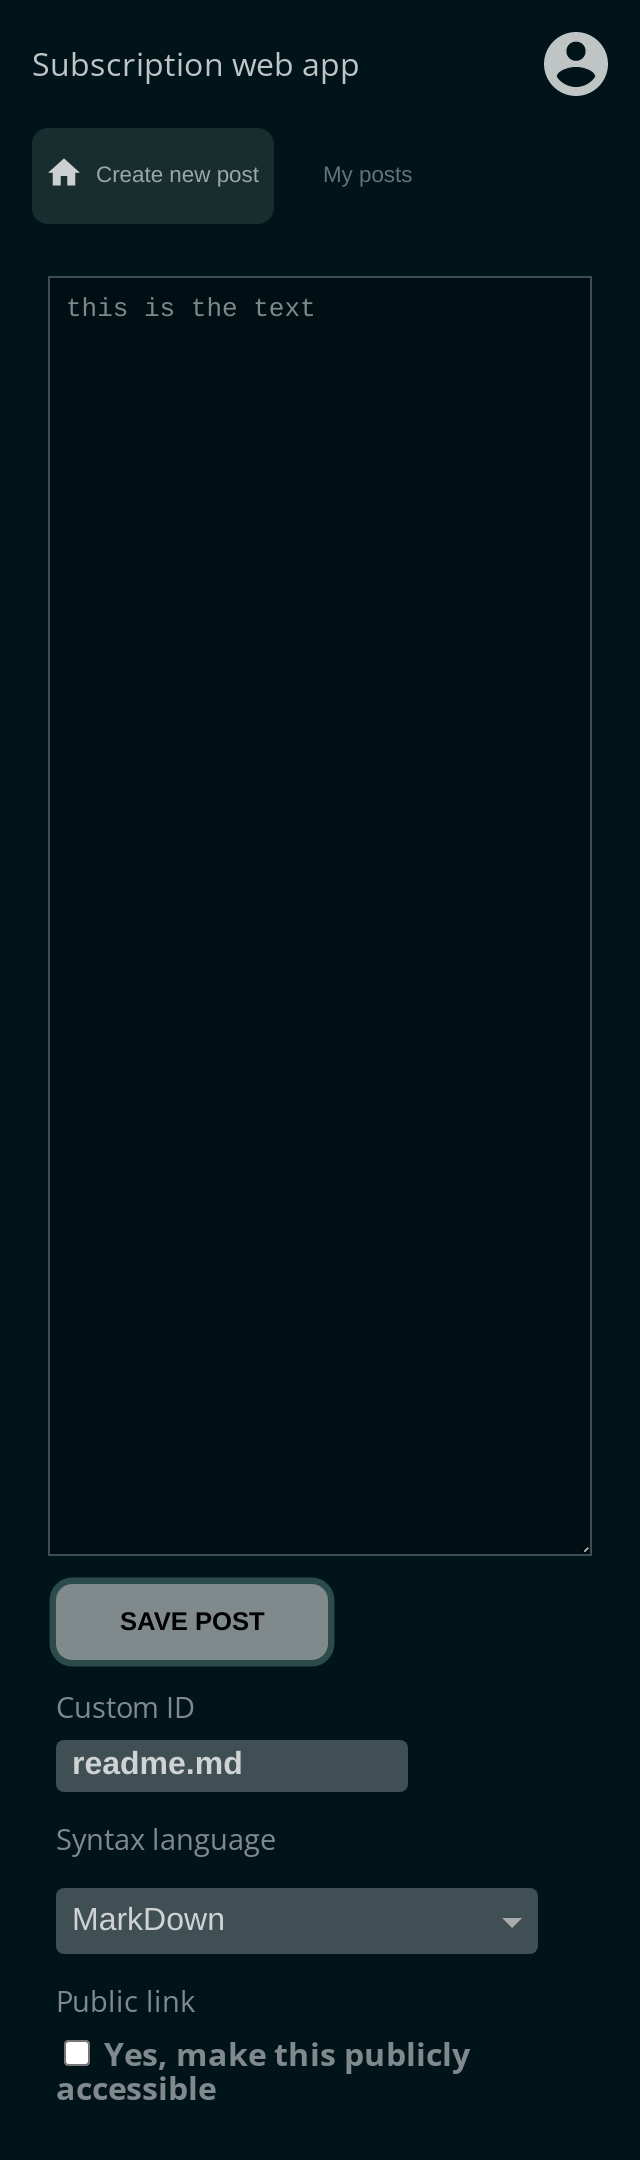 Subscription web app
Create new post
My posts
this is the text
SAVE POST
Custom ID
readme.md
Syntax language
MarkDown
Public link
Yes, make this publicly
accessible